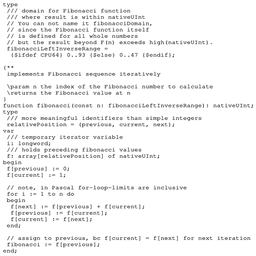 type
/// domain for Fibonacci function
/// where result is within nativeUInt
// You can not name it fibonacciDomain,
// since the Fibonacci function itself
// is defined for all whole numbers
// but the result beyond F(n) exceeds high(nativeUInt).
fibonacciLeftInverseRange =
{$ifdef CPU64} 0..93 {$else} 0..47 {$endif};
{**
implements Fibonacci sequence iteratively
\param n the index of the Fibonacci number to calculate
\returns the Fibonacci value at n
}
function fibonacci(const n: fibonacciLeftInverseRange): nativeUInt;
type
/// more meaningful identifiers than simple integers
relativePosition = (previous, current, next);
var
/// temporary iterator variable
i: longword;
/// holds preceding fibonacci values
f: array[relativePosition] of nativeUInt;
begin
f[previous] := 0;
f[current] := 1;
// note, in Pascal for-loop-limits are inclusive
for i := 1 to n do
begin
f[next] := f[previous] + f[current];
f[previous] := f[current];
f[current] := f[next];
end;
// assign to previous, bc f[current] = f[next] for next iteration
fibonacci := f[previous];
end;